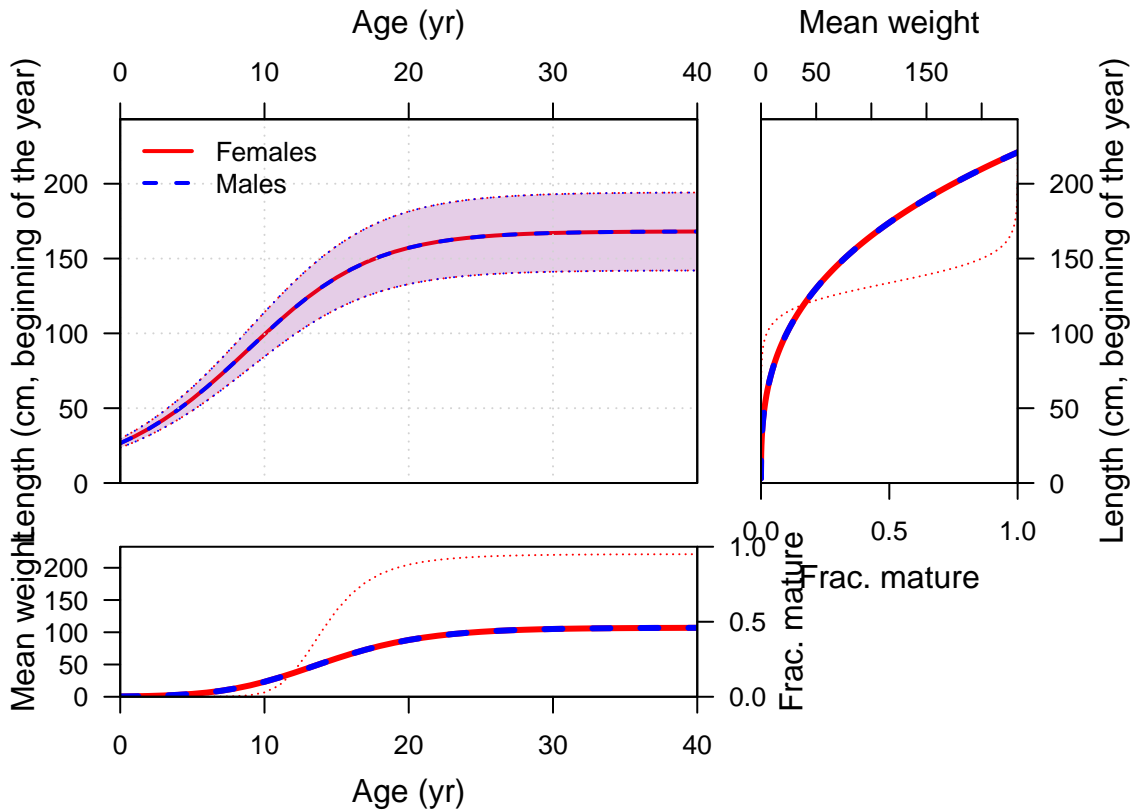 Age (yr)
0 10 20 30 40
Length (cm, beginning of the year)
0 50 100 150 200
Females
Males
Mean weight
0 50 150
Length (cm, beginning of the year)
0 50 100 150 200
0.0 0.5 1.0
Frac. mature
Mean weight
0 50 100 150 200
Frac. mature
0.0 0.5 1.0
0 10 20 30 40
Age (yr)